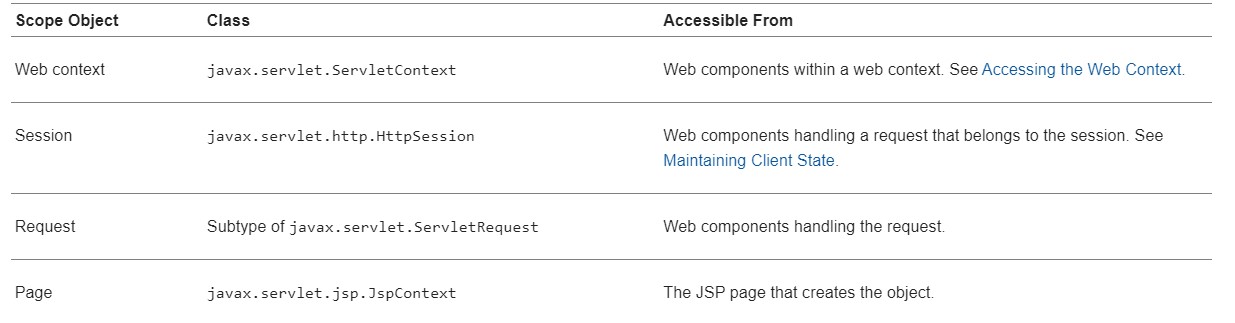 Scope Object Class Accessible From
Web context javax.servlet.ServletContext Web components within a web context. See Accessing the Web Context.
Session javax.servlet.http.HttpSession Web components handling a request that belongs to the session. See
Maintaining Client State.
Request Subtype of javax.servlet.ServletRequest Web components handling the request.
Page javax.servlet.jsp.JspContext The JSP page that creates the object.